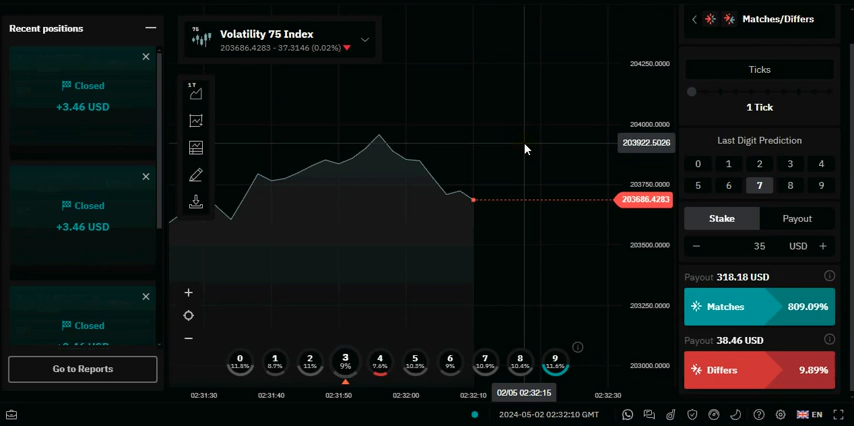 Recent positions
Closed
+3.46 USD
Closed
+3.46 USD
Closed
Go to Reports
75
Volatility 75 Index
203686.4283 - 37.3146 (0.02%)
1 T
204250.0000
204000.0000
203922.5026
203750.0000
203686.4283
203500.0000
203250.0000
203000.0000
0
11.8%
1
8.7%
2
11%
3
9%
4
7.6%
5
10.3%
6
9%
7
10.9%
8
10.4%
9
11.6%
02:31:30
02:31:40
02:31:50
02:32:00
02:32:10
02/05 02:32:15
02:32:30
Matches/Differs
Ticks
1 Tick
Last Digit Prediction
0 1 2 3 4
5 6 7 8 9
Stake Payout
− 35 USD +
Payout 318.18 USD
Matches 809.09%
Payout 38.46 USD
Differs 9.89%
2024-05-02 02:32:10 GMT
EN